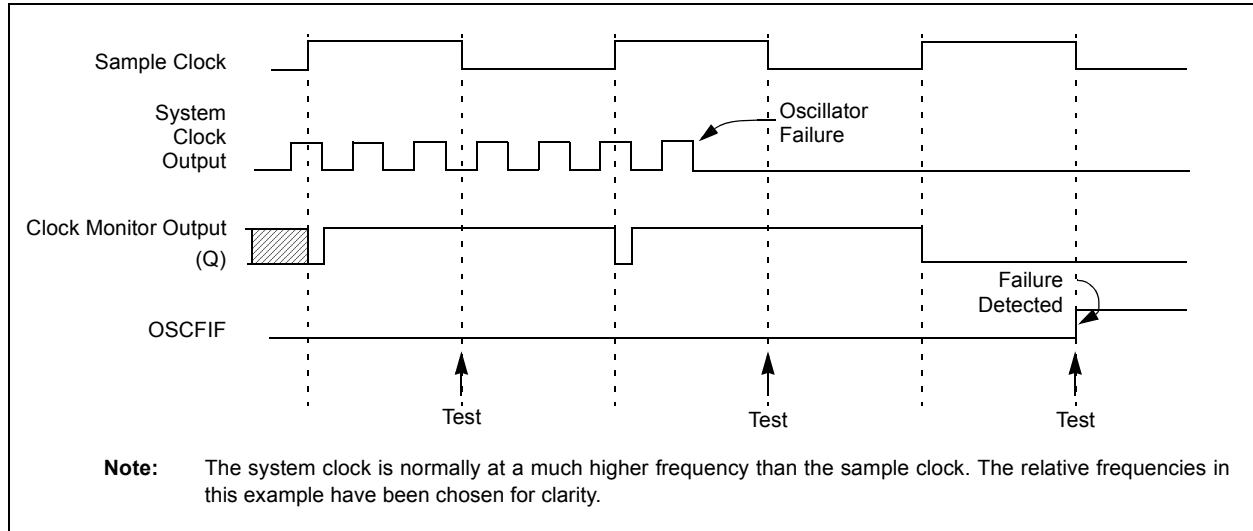 Sample Clock
System
Clock
Output
Oscillator
Failure
Clock Monitor Output
(Q)
Failure
Detected
OSCFIF
Test
Test
Test
Note: The system clock is normally at a much higher frequency than the sample clock. The relative frequencies in
this example have been chosen for clarity.